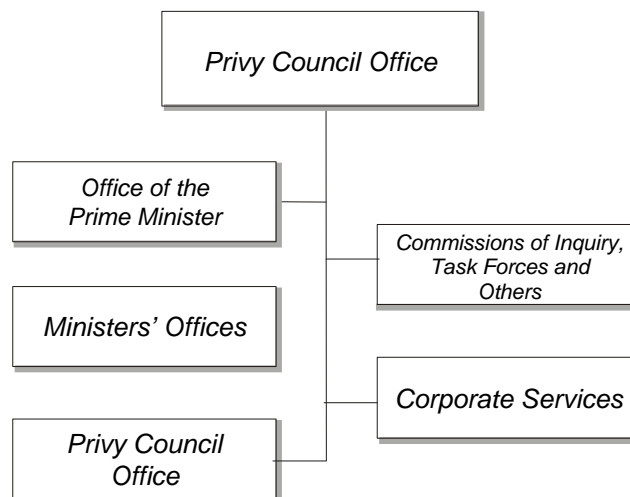 Privy Council Office
Office of the
Prime Minister
Commissions of Inquiry,
Task Forces and
Others
Ministers’ Offices
Corporate Services
Privy Council
Office